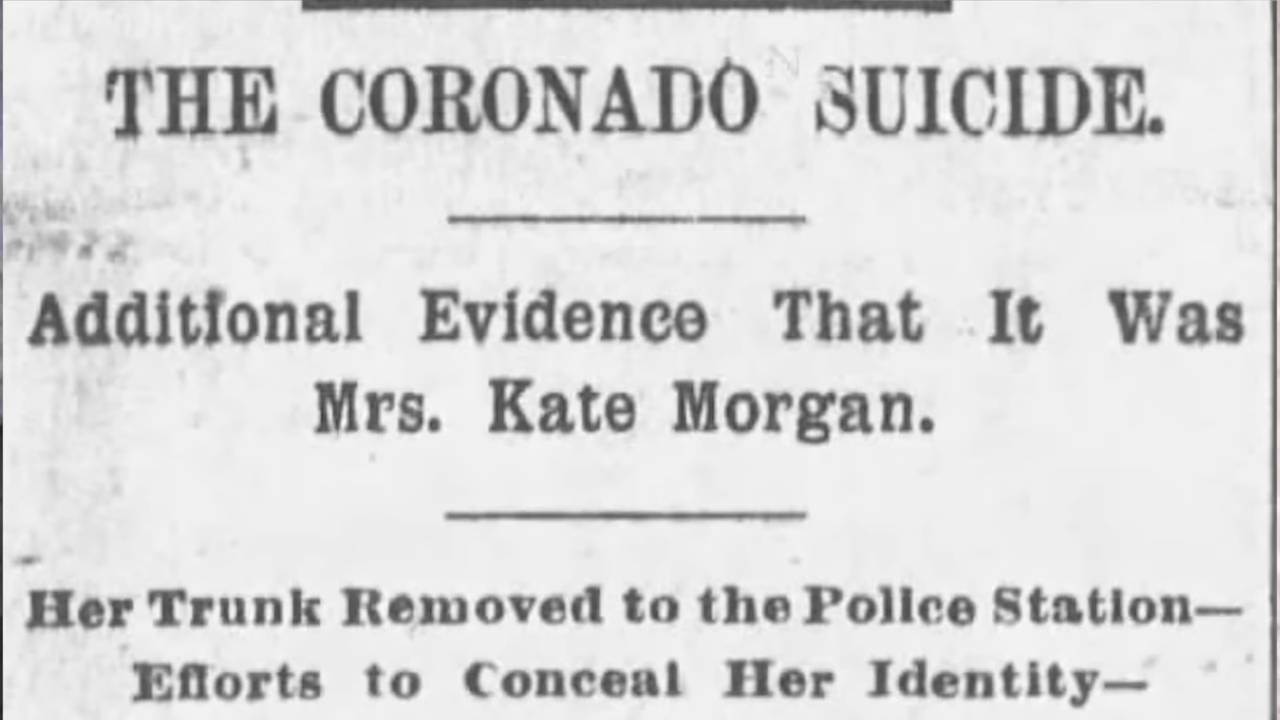 THE CORONADO SUICIDE.
Additional Evidence That It Was
Mrs. Kate Morgan.
Her Trunk Removed to the Police Station—
Efforts to Conceal Her Identity—